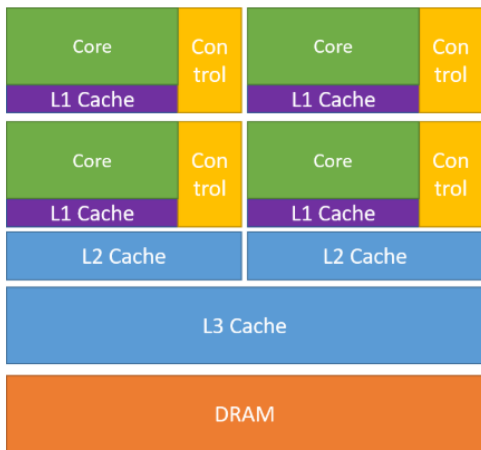 Core
Con
trol
L1 Cache
Core
Con
trol
L1 Cache
Core
Con
trol
L1 Cache
Core
Con
trol
L1 Cache
L2 Cache
L2 Cache
L3 Cache
DRAM